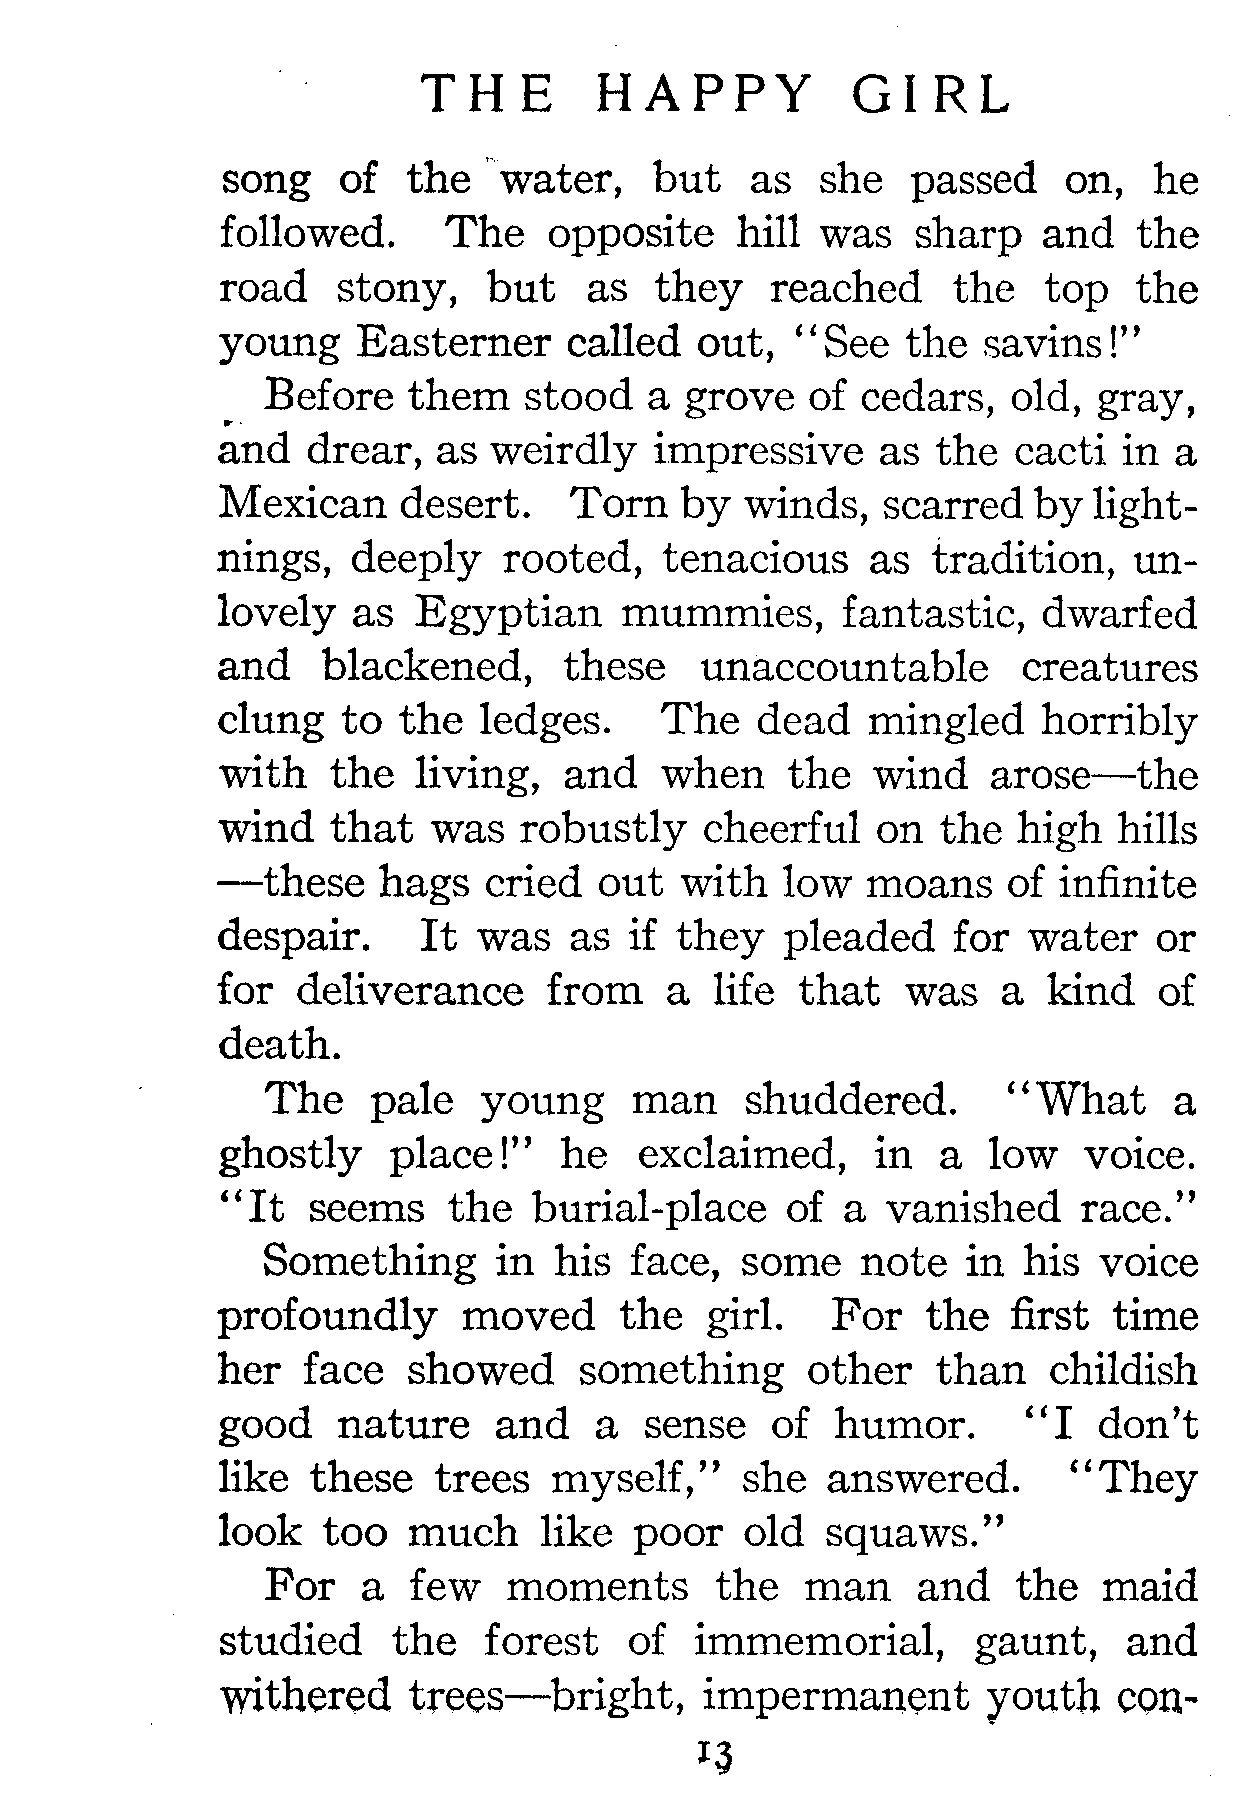 THE HAPPY GIRL
song of the water, but as she passed on, he
followed. The opposite hill was sharp and the
road stony, but as they reached the top the
young Easterner called out, "See the savins!"
Before them stood a grove of cedars, old, gray,
and drear, as weirdly impressive as the cacti in a
Mexican desert. Torn by winds, scarred by light-
nings, deeply rooted, tenacious as tradition, un-
lovely as Egyptian mummies, fantastic, dwarfed
and blackened, these unaccountable creatures
clung to the ledges. The dead mingled horribly
with the living, and when the wind arose—the
wind that was robustly cheerful on the high hills
—these hags cried out with low moans of infinite
despair. It was as if they pleaded for water or
for deliverance from a life that was a kind of
death.
The pale young man shuddered. "What a
ghostly place!" he exclaimed, in a low voice.
"It seems the burial-place of a vanished race."
Something in his face, some note in his voice
profoundly moved the girl. For the first time
her face showed something other than childish
good nature and a sense of humor. "I don't
like these trees myself," she answered. "They
look too much like poor old squaws."
For a few moments the man and the maid
studied the forest of immemorial, gaunt, and
withered trees—bright, impermanent youth con-
13